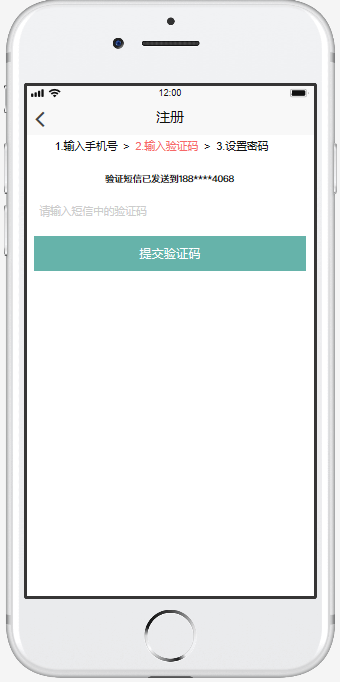 12:00
注册
1.输入手机号 > 2.输入验证码 > 3.设置密码
验证短信已发送到188****4068
请输入短信中的验证码
提交验证码